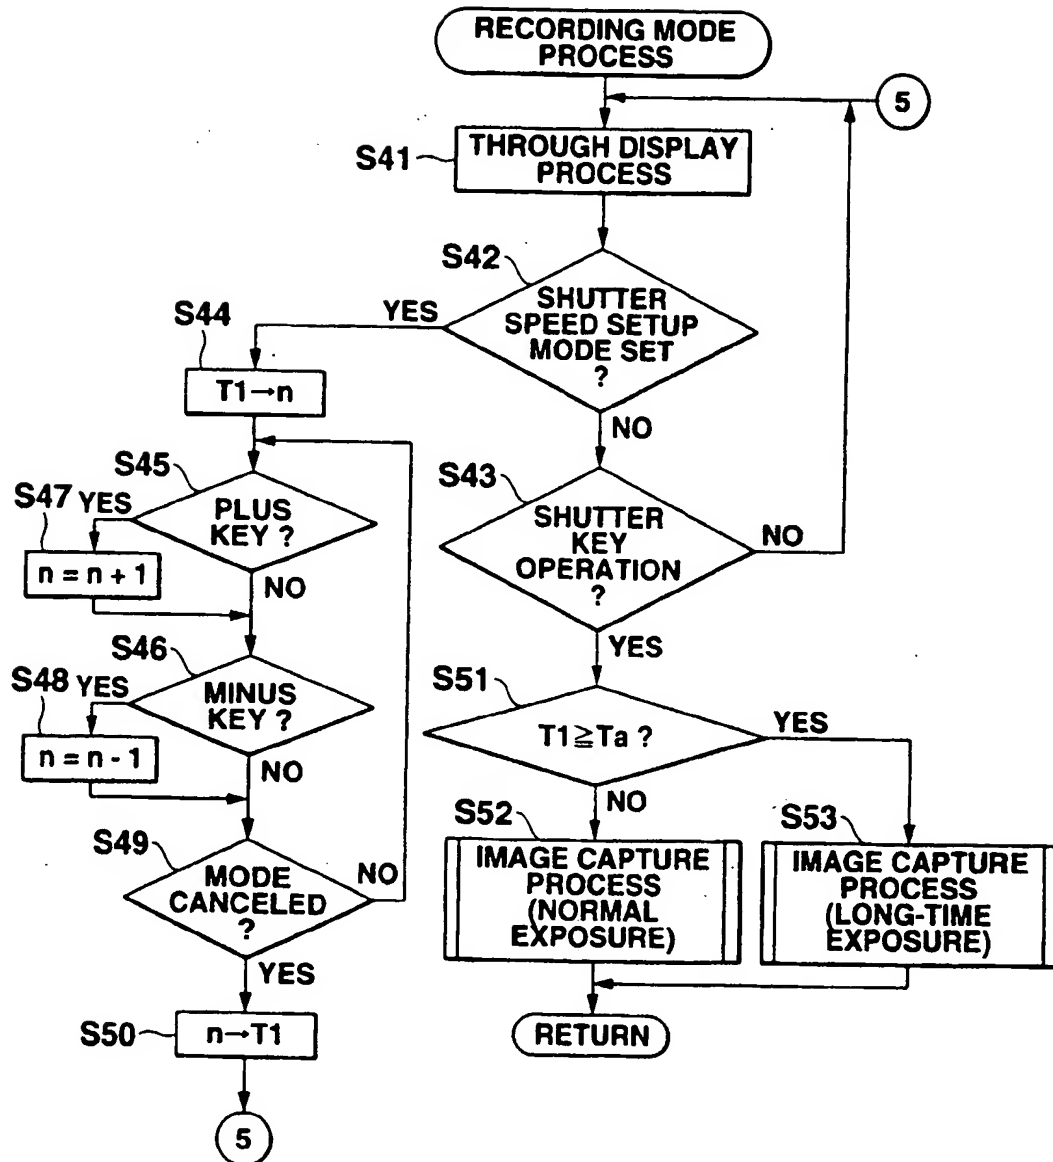 RECORDING MODE
PROCESS
5
S41
THROUGH DISPLAY
PROCESS
S42
SHUTTER
SPEED SETUP
MODE SET
?
YES
NO
S44
T1→n
S43
SHUTTER
KEY
OPERATION
?
NO
YES
S45
PLUS
KEY ?
YES
NO
S47
n = n + 1
S46
MINUS
KEY ?
YES
NO
S48
n = n - 1
S49
MODE
CANCELED
?
NO
YES
S50
n→T1
5
S51
T1≧Ta ?
YES
NO
S52
IMAGE CAPTURE
PROCESS
(NORMAL
EXPOSURE)
S53
IMAGE CAPTURE
PROCESS
(LONG-TIME
EXPOSURE)
RETURN